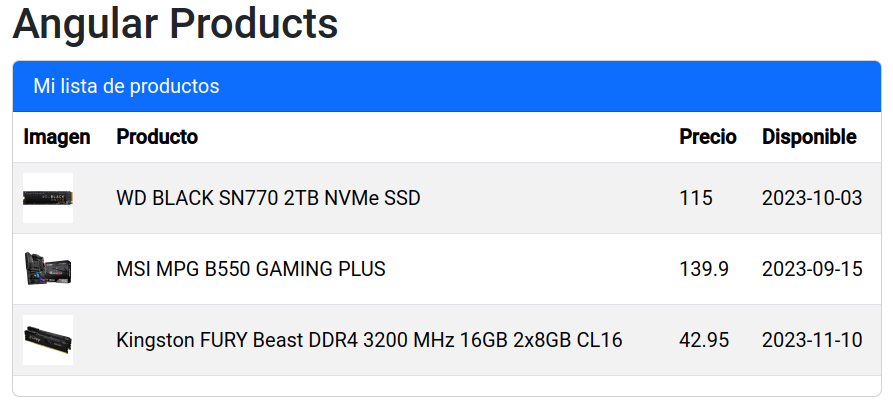 Angular Products
Mi lista de productos
Imagen Producto Precio Disponible
WD BLACK SN770 2TB NVMe SSD 115 2023-10-03
MSI MPG B550 GAMING PLUS 139.9 2023-09-15
Kingston FURY Beast DDR4 3200 MHz 16GB 2x8GB CL16 42.95 2023-11-10